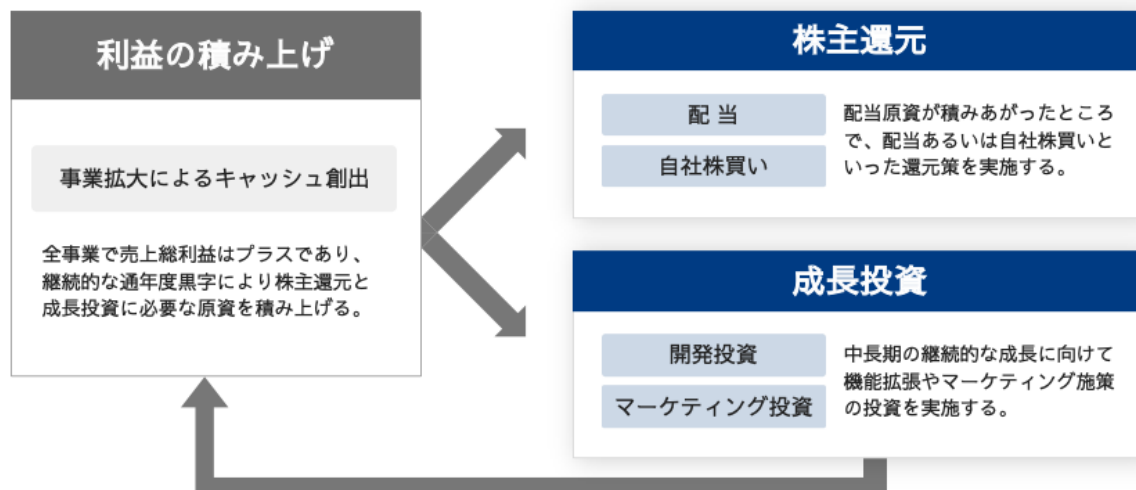 利益の積み上げ
事業拡大によるキャッシュ創出
全事業で売上総利益はプラスであり、
継続的な通年度黒字により株主還元と
成長投資に必要な原資を積み上げる。
株主還元
配 当
自社株買い
配当原資が積みあがったところ
で、配当あるいは自社株買いと
いった還元策を実施する。
成長投資
開発投資
マーケティング投資
中長期の継続的な成長に向けて
機能拡張やマーケティング施策
の投資を実施する。